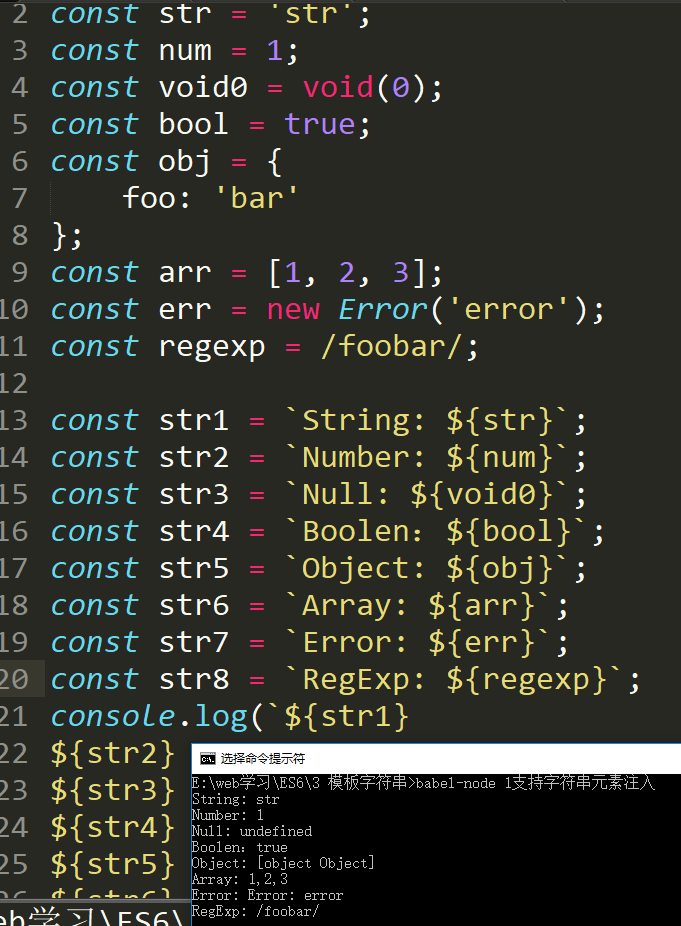 2 const str = 'str';
3 const num = 1;
4 const void0 = void(0);
5 const bool = true;
6 const obj = {
7 foo: 'bar'
8 };
9 const arr = [1, 2, 3];
10 const err = new Error('error');
11 const regexp = /foobar/;
12
13 const str1 = `String: ${str}`;
14 const str2 = `Number: ${num}`;
15 const str3 = `Null: ${void0}`;
16 const str4 = `Boolen：${bool}`;
17 const str5 = `Object: ${obj}`;
18 const str6 = `Array: ${arr}`;
19 const str7 = `Error: ${err}`;
20 const str8 = `RegExp: ${regexp}`;
21 console.log(`${str1}
22 ${str2}
23 ${str3}
24 ${str4}
25 ${str5}
26 ${str6}
选择命令提示符
E:\web学习\ES6\3 模板字符串>babel-node 1支持字符串元素注入
String: str
Number: 1
Null: undefined
Boolen：true
Object: [object Object]
Array: 1,2,3
Error: Error: error
RegExp: /foobar/
eb学习\ES6\